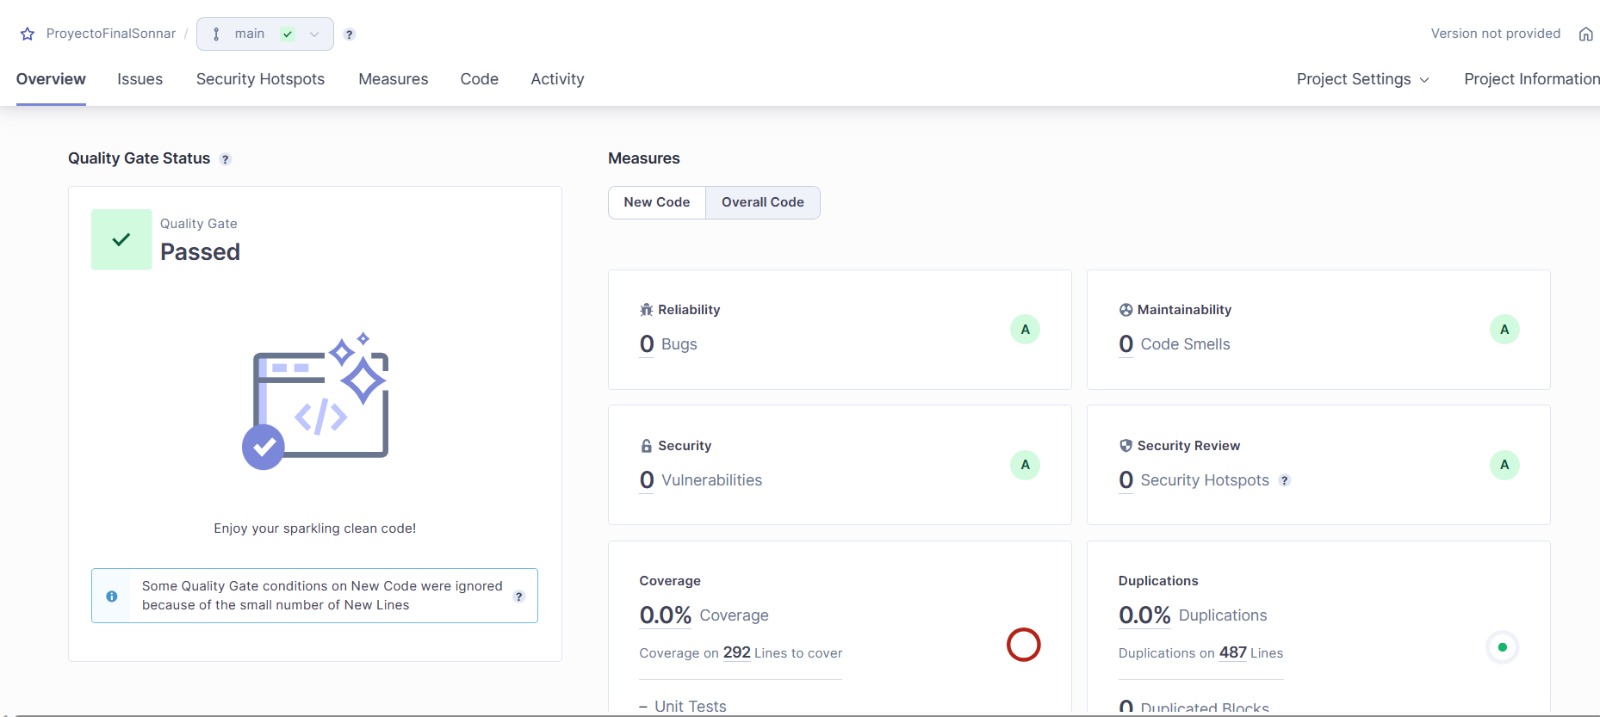 ProyectoFinalSonnar / main ?
Version not provided
Overview Issues Security Hotspots Measures Code Activity
Project Settings Project Information
Quality Gate Status ?
Quality Gate
Passed
Enjoy your sparkling clean code!
Some Quality Gate conditions on New Code were ignored
because of the small number of New Lines
?
Measures
New Code Overall Code
Reliability
0 Bugs
A
Maintainability
0 Code Smells
A
Security
0 Vulnerabilities
A
Security Review
0 Security Hotspots ?
A
Coverage
0.0% Coverage
Coverage on 292 Lines to cover
– Unit Tests
Duplications
0.0% Duplications
Duplications on 487 Lines
0 Duplicated Blocks